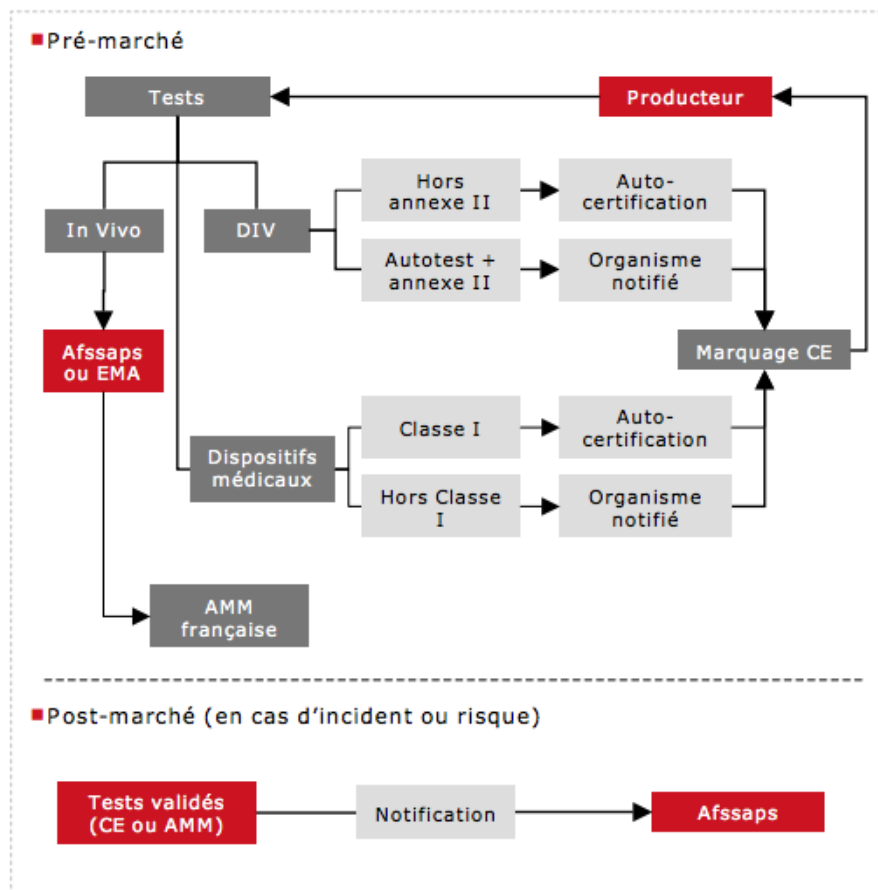 Pré-marché
Tests
Producteur
Hors
annexe II
Auto-
certification
In Vivo
DIV
Autotest +
annexe II
Organisme
notifié
Afssaps
ou EMA
Marquage CE
Classe I
Auto-
certification
Dispositifs
médicaux
Hors Classe
I
Organisme
notifié
AMM
française
Post-marché (en cas d'incident ou risque)
Tests validés
(CE ou AMM)
Notification
Afssaps